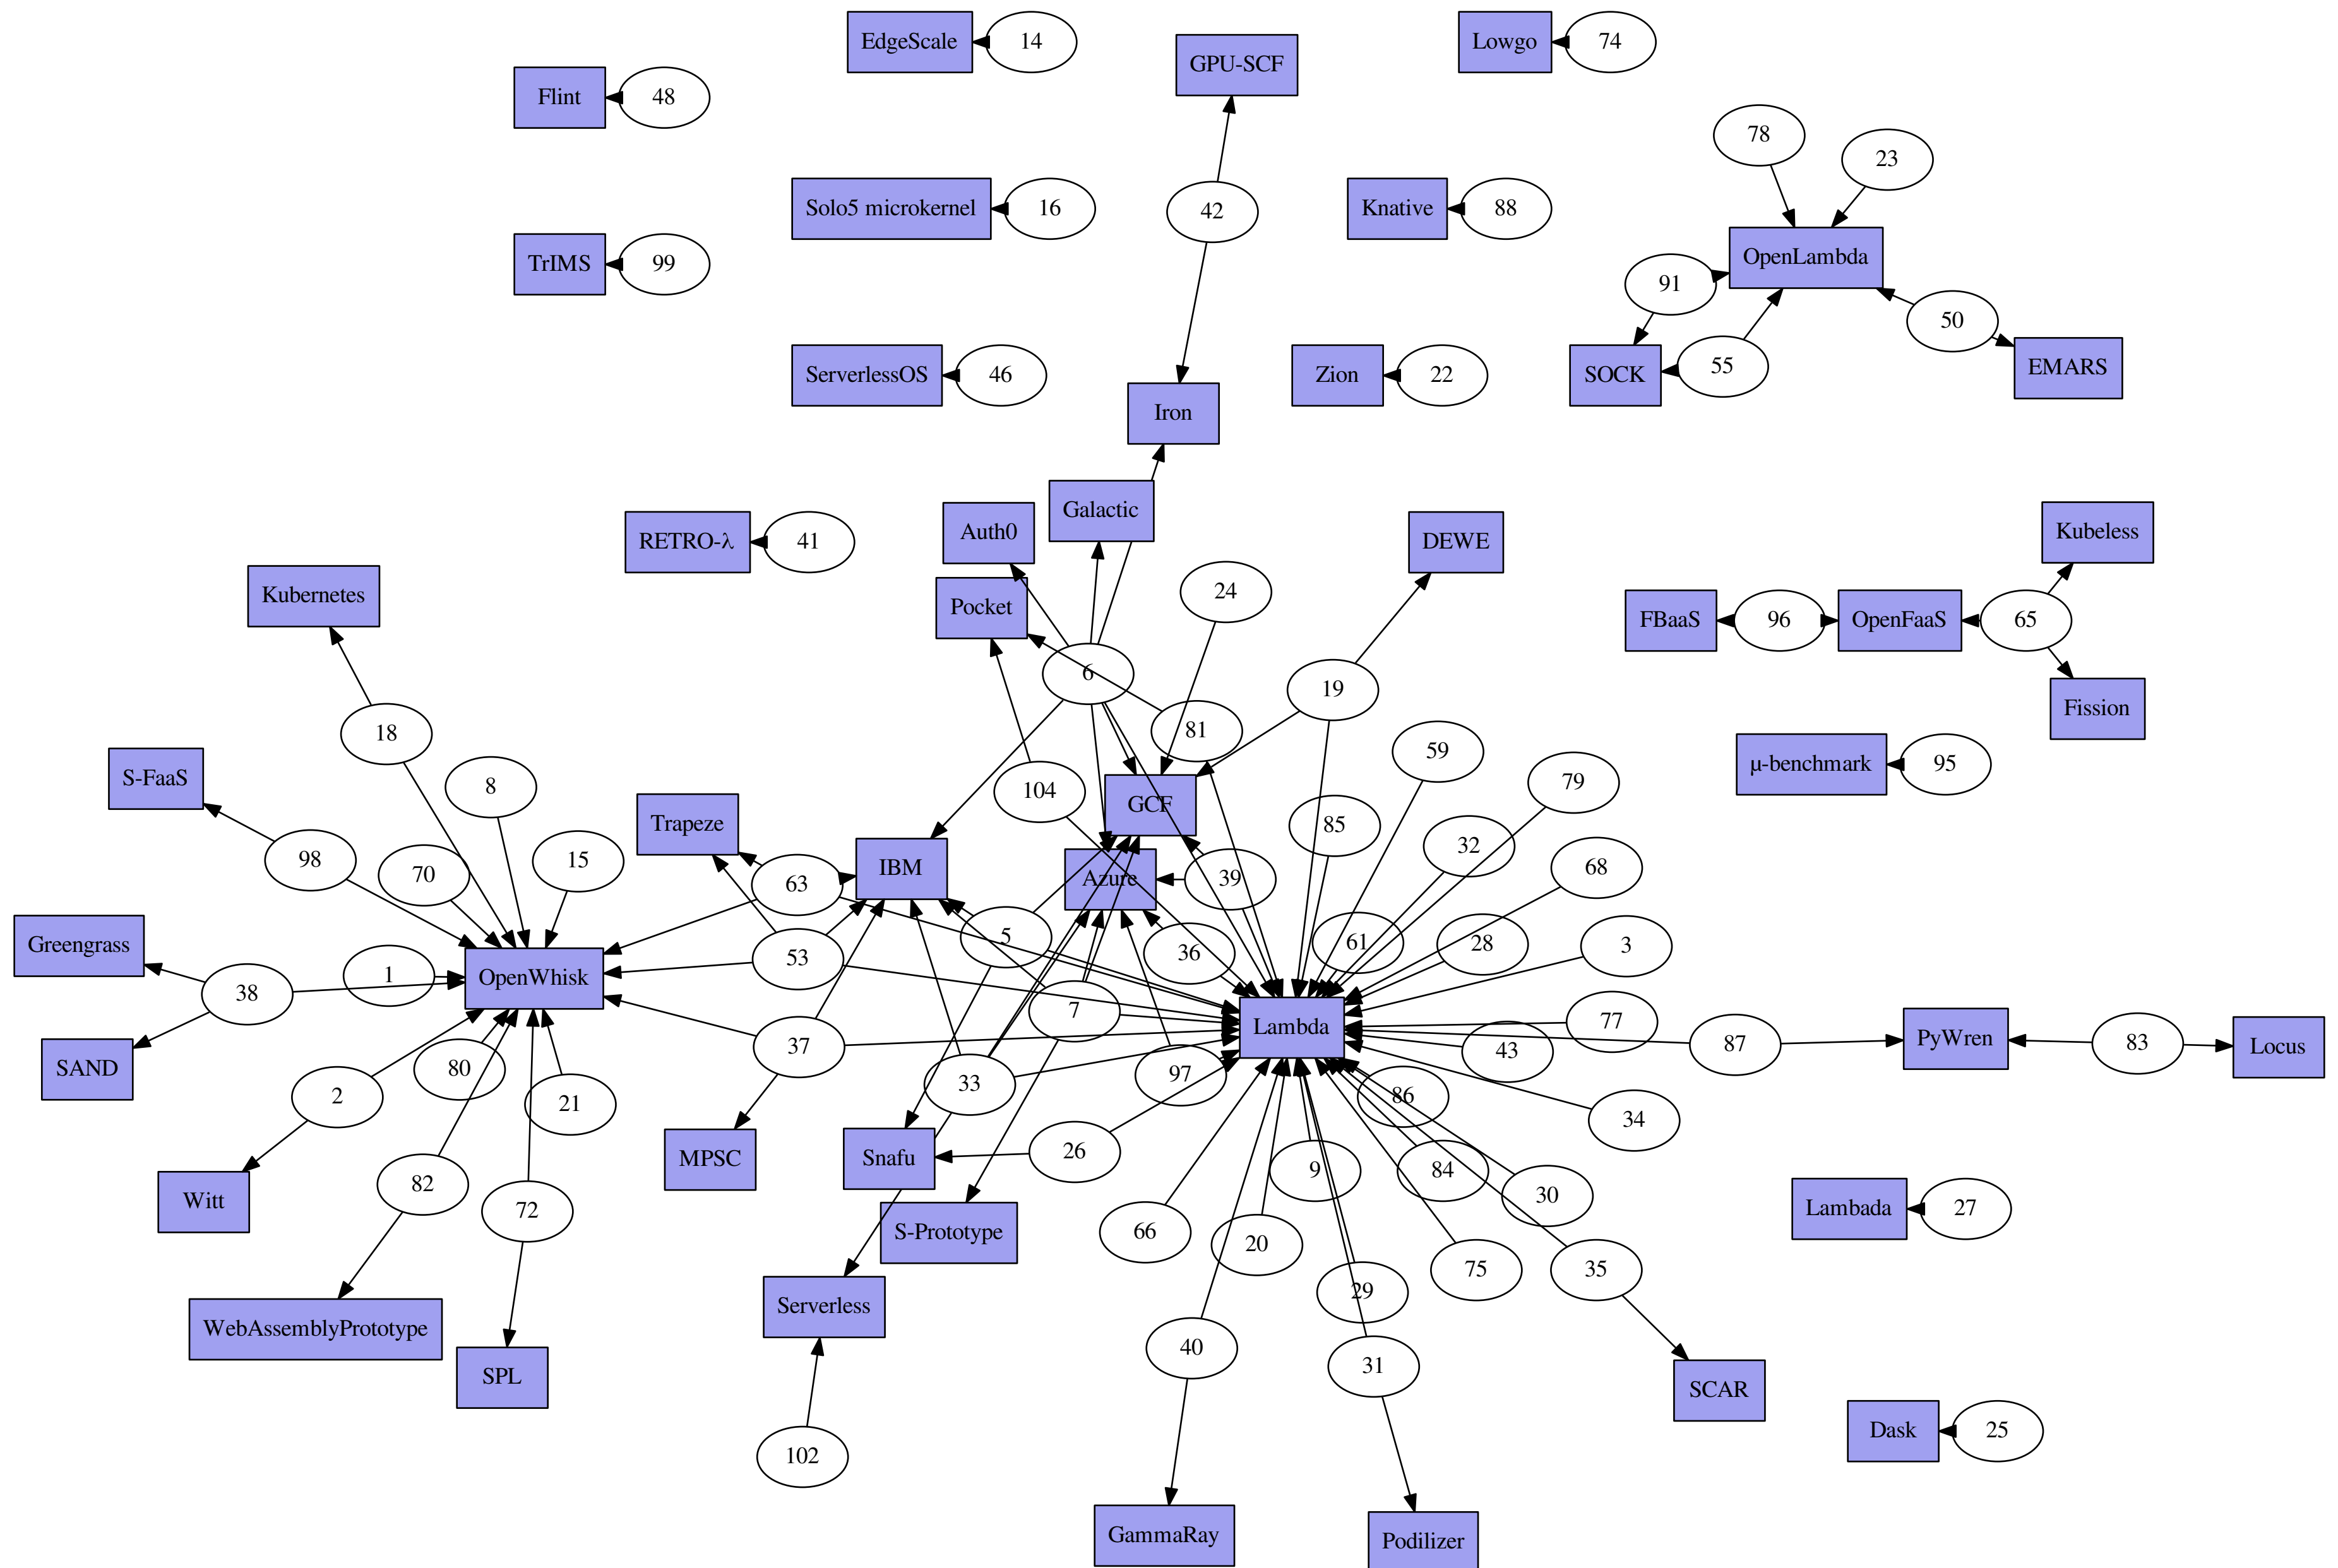 EdgeScale
14
Lowgo
74
GPU-SCF
Flint
48
78
23
Solo5 microkernel
16
42
Knative
88
TrIMS
99
OpenLambda
91
50
ServerlessOS
46
Zion
22
SOCK
55
EMARS
Iron
Galactic
Auth0
RETRO-λ
41
DEWE
Kubeless
Kubernetes
Pocket
24
FBaaS
96
OpenFaaS
65
6
19
Fission
18
81
59
S-FaaS
8
104
79
μ-benchmark
95
Trapeze
GCF
85
32
98
70
15
63
IBM
Azure
39
68
Greengrass
5
36
61
28
3
1
OpenWhisk
53
38
7
Lambda
77
SAND
80
37
33
97
43
87
PyWren
83
Locus
2
21
86
34
MPSC
Snafu
26
9
84
Witt
82
72
S-Prototype
66
20
30
Lambada
27
WebAssemblyPrototype
Serverless
29
75
35
SPL
40
31
SCAR
102
Dask
25
GammaRay
Podilizer